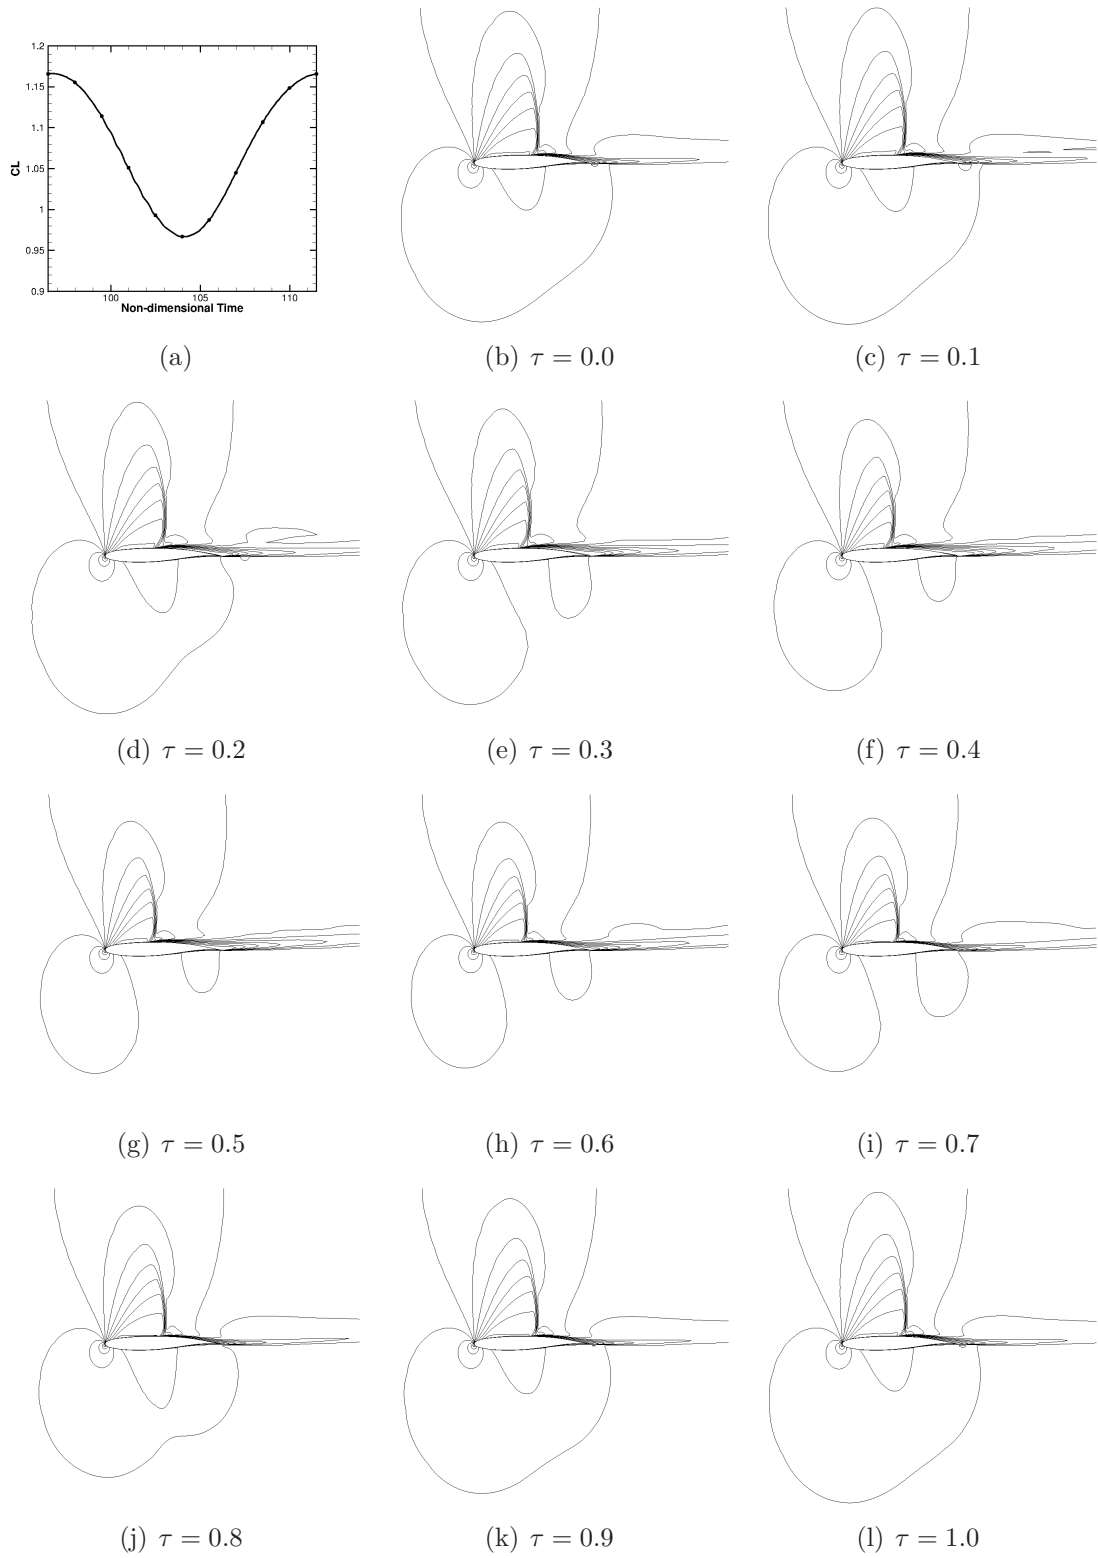 1.2
1.15
1.1
1.05
1
0.95
0.9
CL
100 105 110
Non-dimensional Time
(a)
(b) τ = 0.0
(c) τ = 0.1
(d) τ = 0.2
(e) τ = 0.3
(f) τ = 0.4
(g) τ = 0.5
(h) τ = 0.6
(i) τ = 0.7
(j) τ = 0.8
(k) τ = 0.9
(l) τ = 1.0